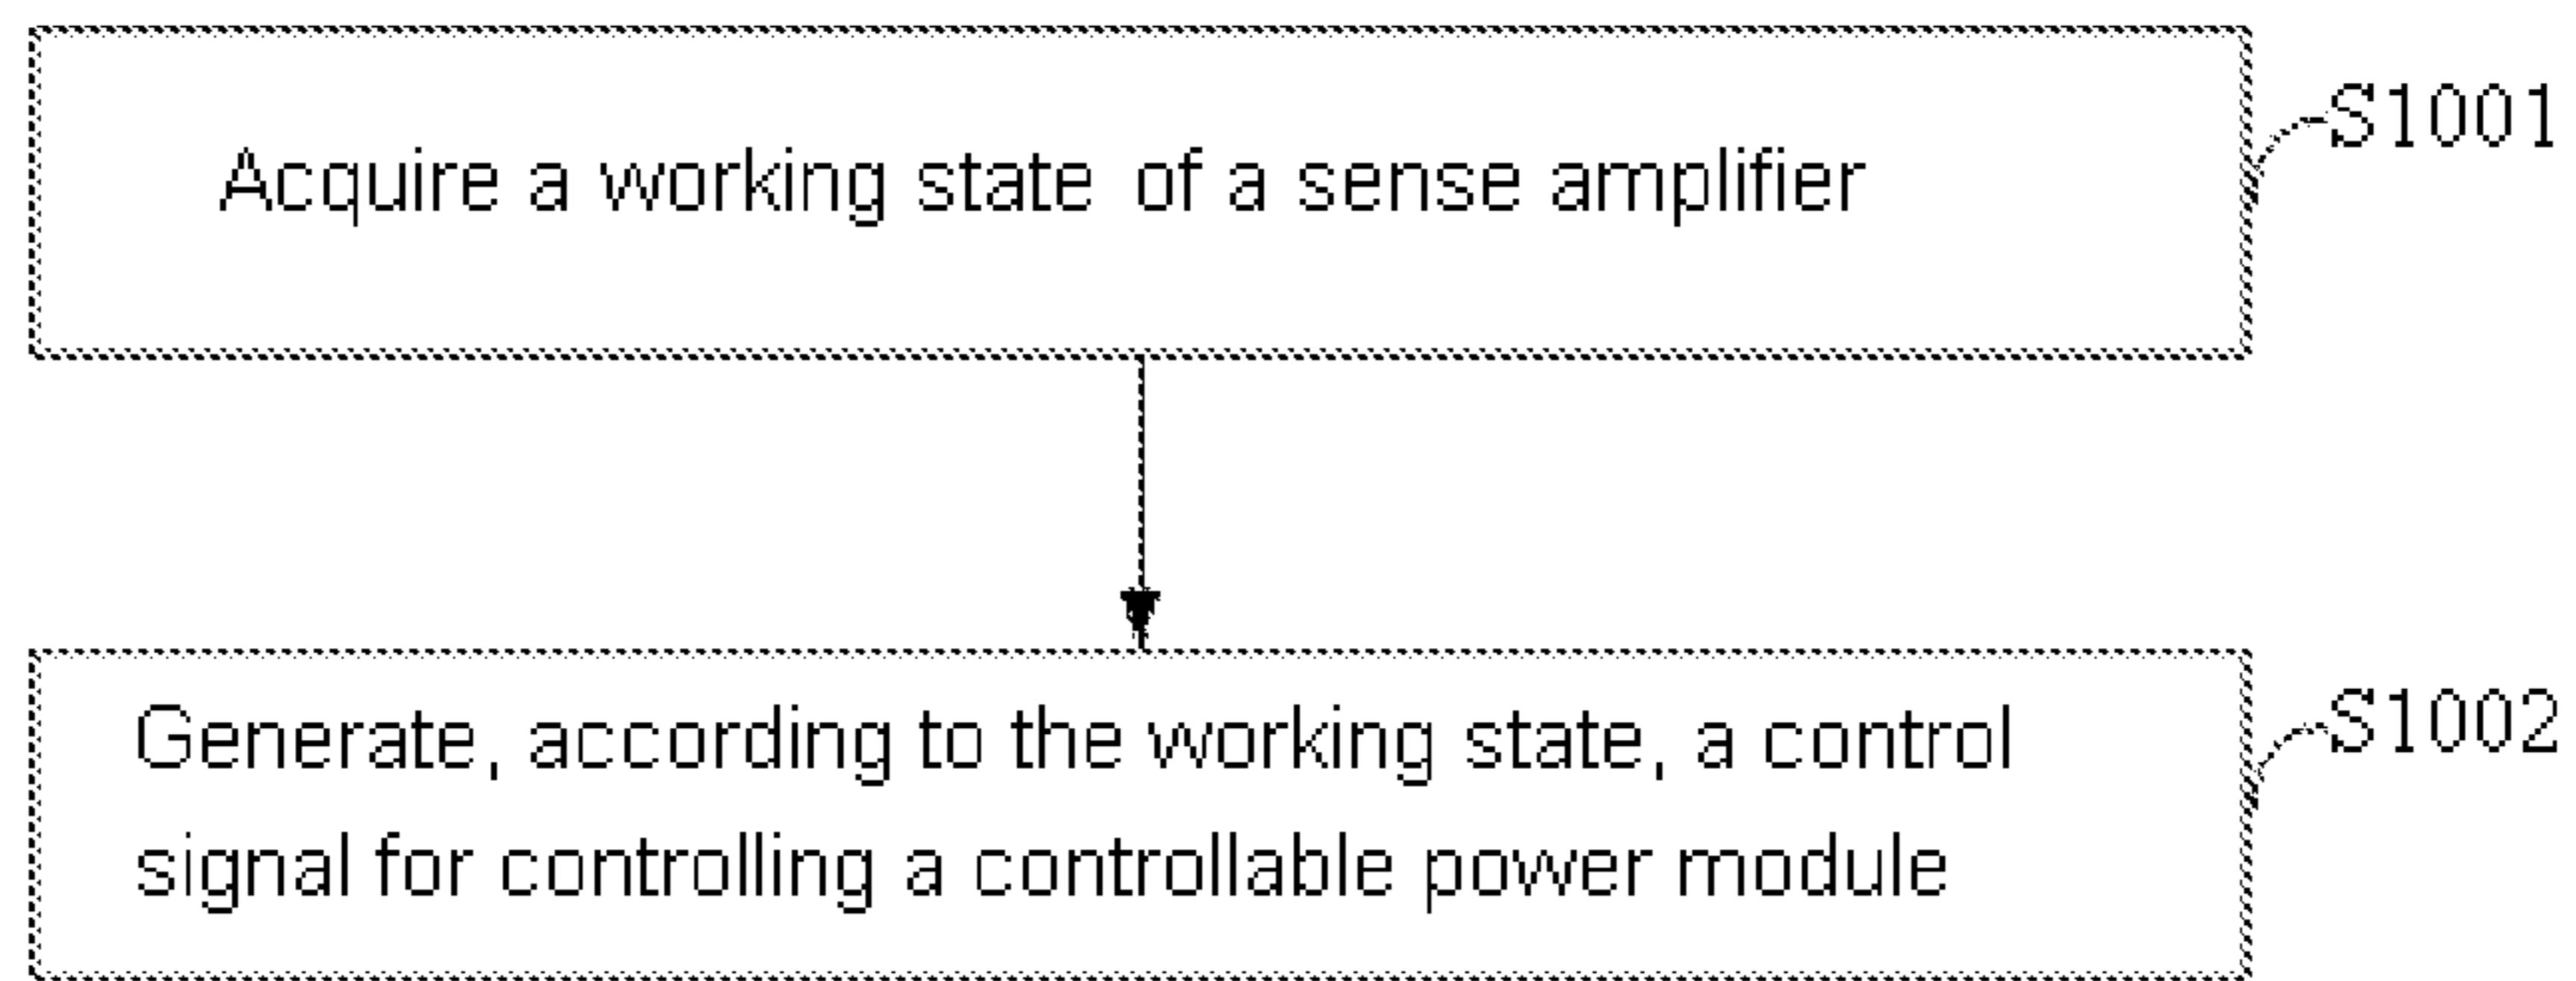 Acquire a working state of a sense amplifier
S1001
Generate, according to the working state, a control
signal for controlling a controllable power module
S1002